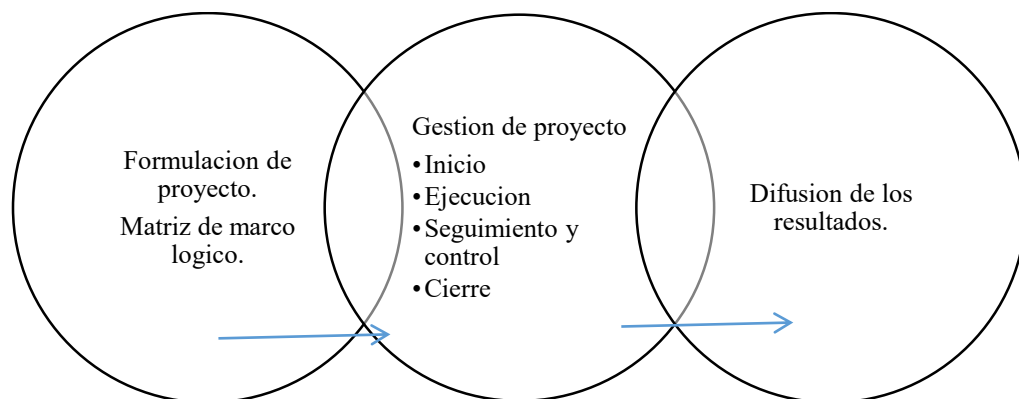 Formulacion de
proyecto.
Matriz de marco
logico.
Gestion de proyecto
•Inicio
•Ejecucion
•Seguimiento y
control
•Cierre
Difusion de los
resultados.